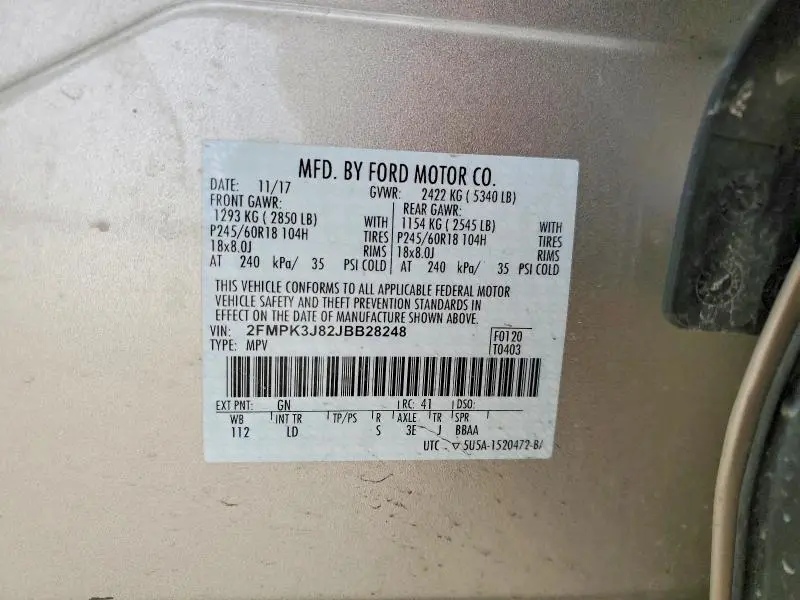 MFD. BY FORD MOTOR CO.
DATE: 11/17 GVWR: 2422 KG ( 5340 LB)
FRONT GAWR: REAR GAWR:
1293 KG ( 2850 LB) WITH 1154 KG ( 2545 LB) WITH
P245/60R18 104H TIRES P245/60R18 104H TIRES
18x8.0J RIMS 18x8.0J RIMS
AT 240 kPa/ 35 PSI COLD AT 240 kPa/ 35 PSI COLD
THIS VEHICLE CONFORMS TO ALL APPLICABLE FEDERAL MOTOR
VEHICLE SAFETY AND THEFT PREVENTION STANDARDS IN
EFFECT ON THE DATE OF MANUFACTURE SHOWN ABOVE.
VIN: 2FMPK3J82JBB28248 F0120
TYPE: MPV T0403
EXT PNT: GN RC: 41 DSO:
WB INT TR TP/PS R AXLE TR SPR
112 LD S 3E J BBAA
UTC ▽ 5U5A-1520472-BA